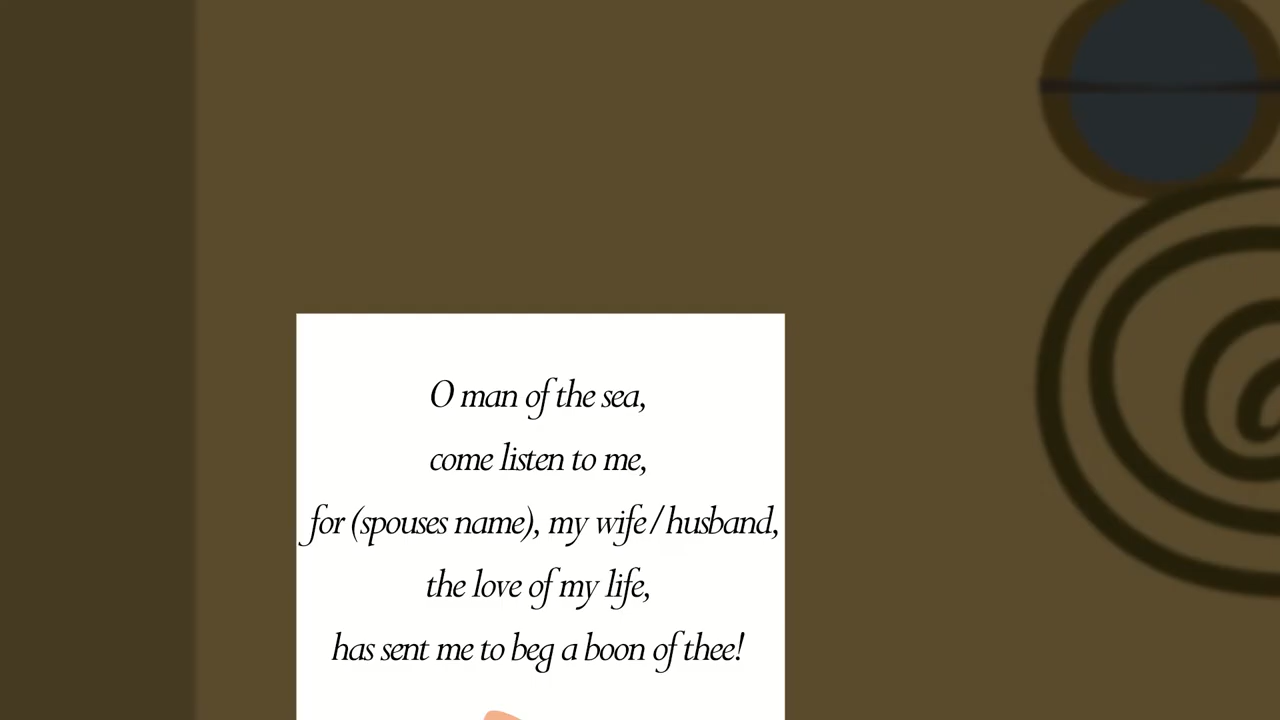 O man of the sea,
come listen to me,
for (spouses name), my wife/husband,
the love of my life,
has sent me to beg a boon of thee!